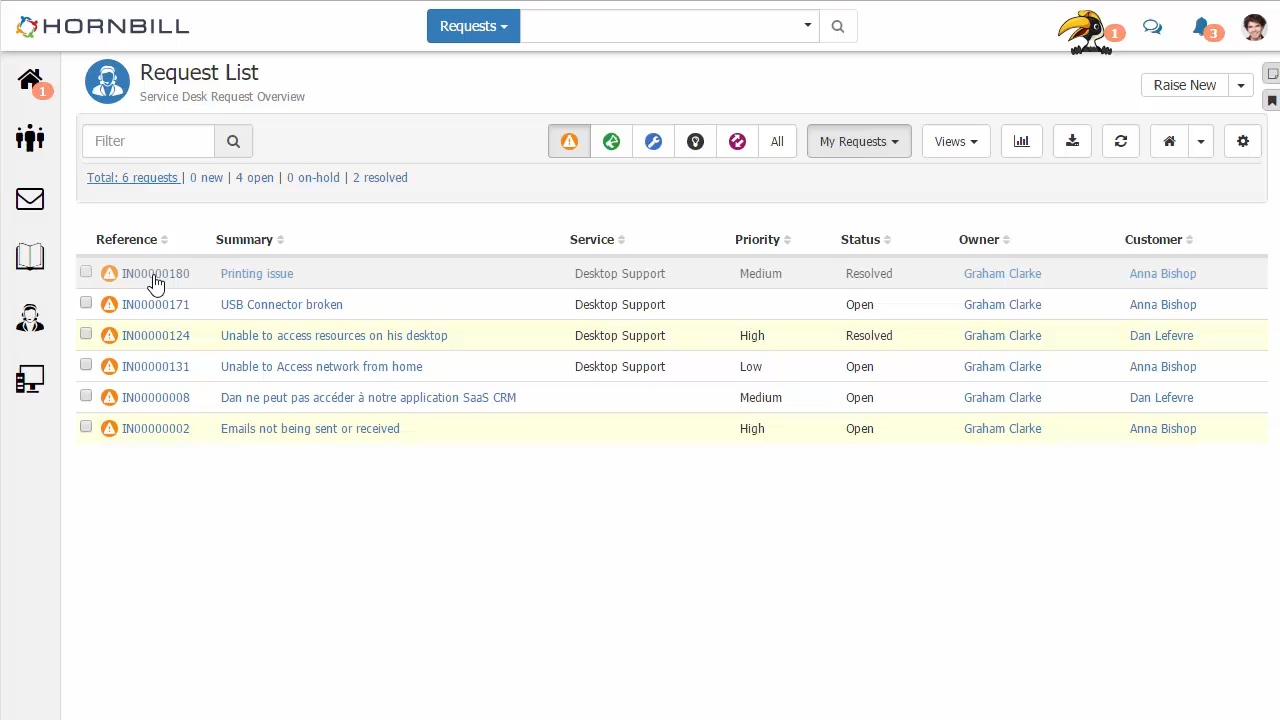 HORNBILL
Requests
1
3
1
Request List
Service Desk Request Overview
Raise New
Filter
All
My Requests
Views
Total: 6 requests | 0 new | 4 open | 0 on-hold | 2 resolved
Reference Summary Service Priority Status Owner Customer
IN00000180 Printing issue Desktop Support Medium Resolved Graham Clarke Anna Bishop
IN00000171 USB Connector broken Desktop Support Open Graham Clarke Anna Bishop
IN00000124 Unable to access resources on his desktop Desktop Support High Resolved Graham Clarke Dan Lefevre
IN00000131 Unable to Access network from home Desktop Support Low Open Graham Clarke Anna Bishop
IN00000008 Dan ne peut pas accéder à notre application SaaS CRM Medium Open Graham Clarke Dan Lefevre
IN00000002 Emails not being sent or received High Open Graham Clarke Anna Bishop